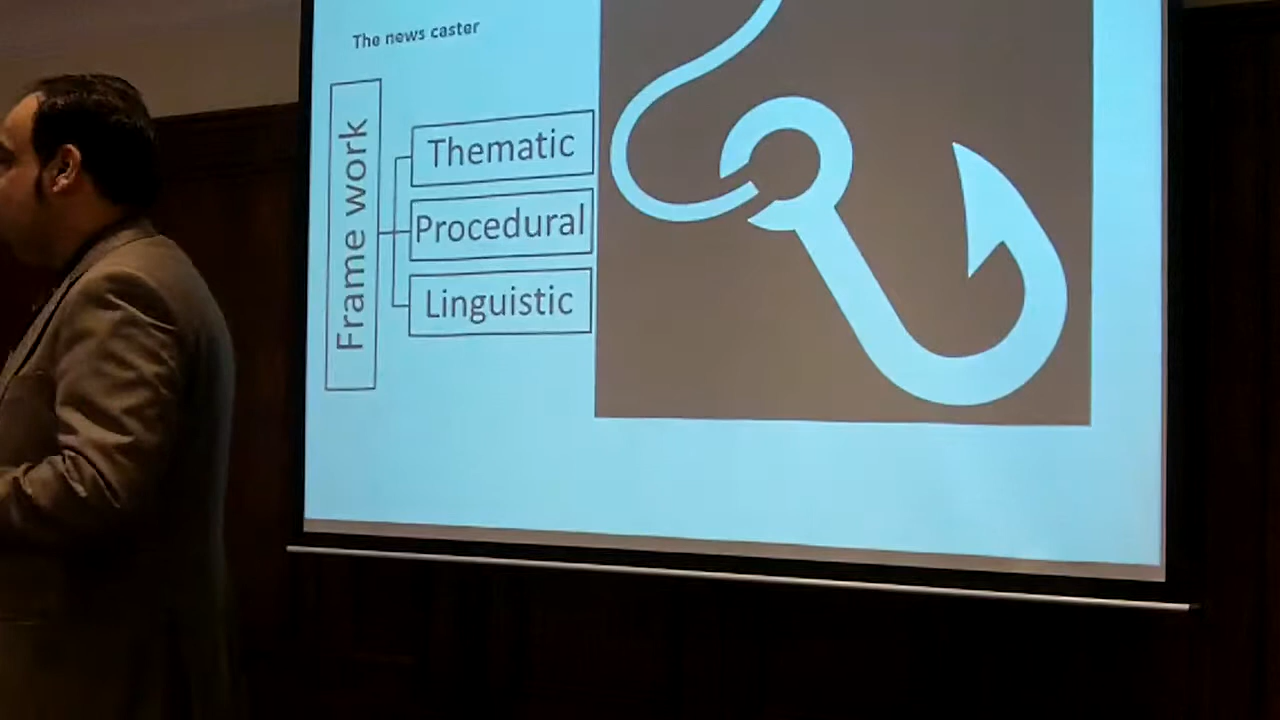 The news caster
Frame work
Thematic
Procedural
Linguistic